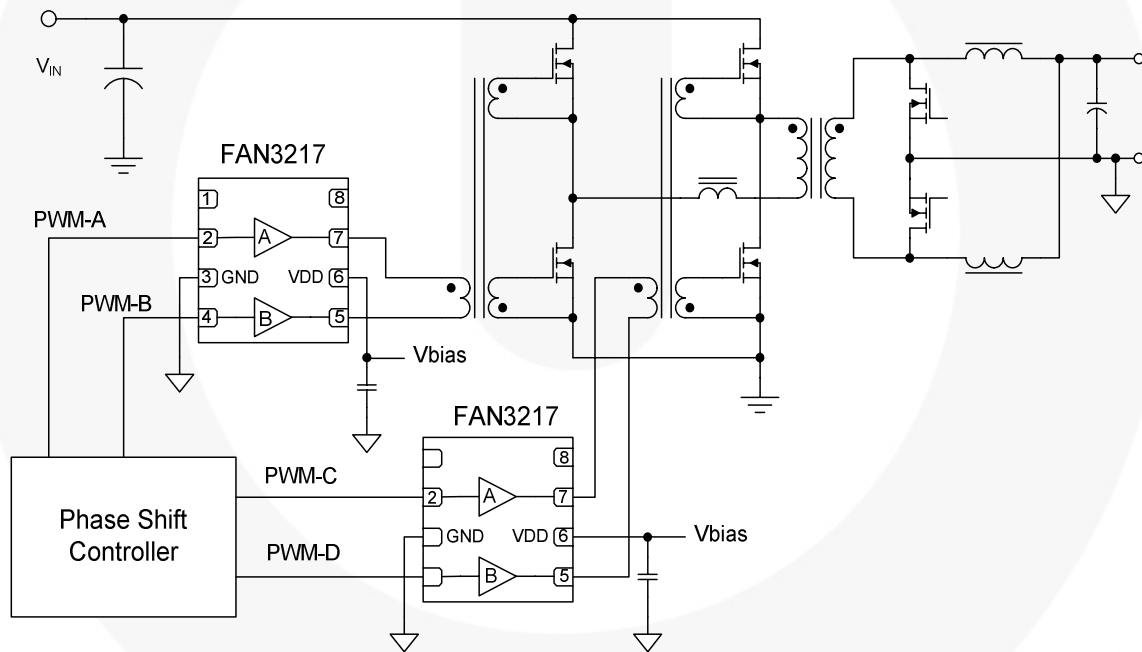 VIN
FAN3217
1
8
PWM-A
2
A
7
3
GND
VDD
6
PWM-B
4
B
5
Vbias
FAN3217
8
PWM-C
2
A
7
Phase Shift
Controller
GND
VDD
6
Vbias
PWM-D
B
5